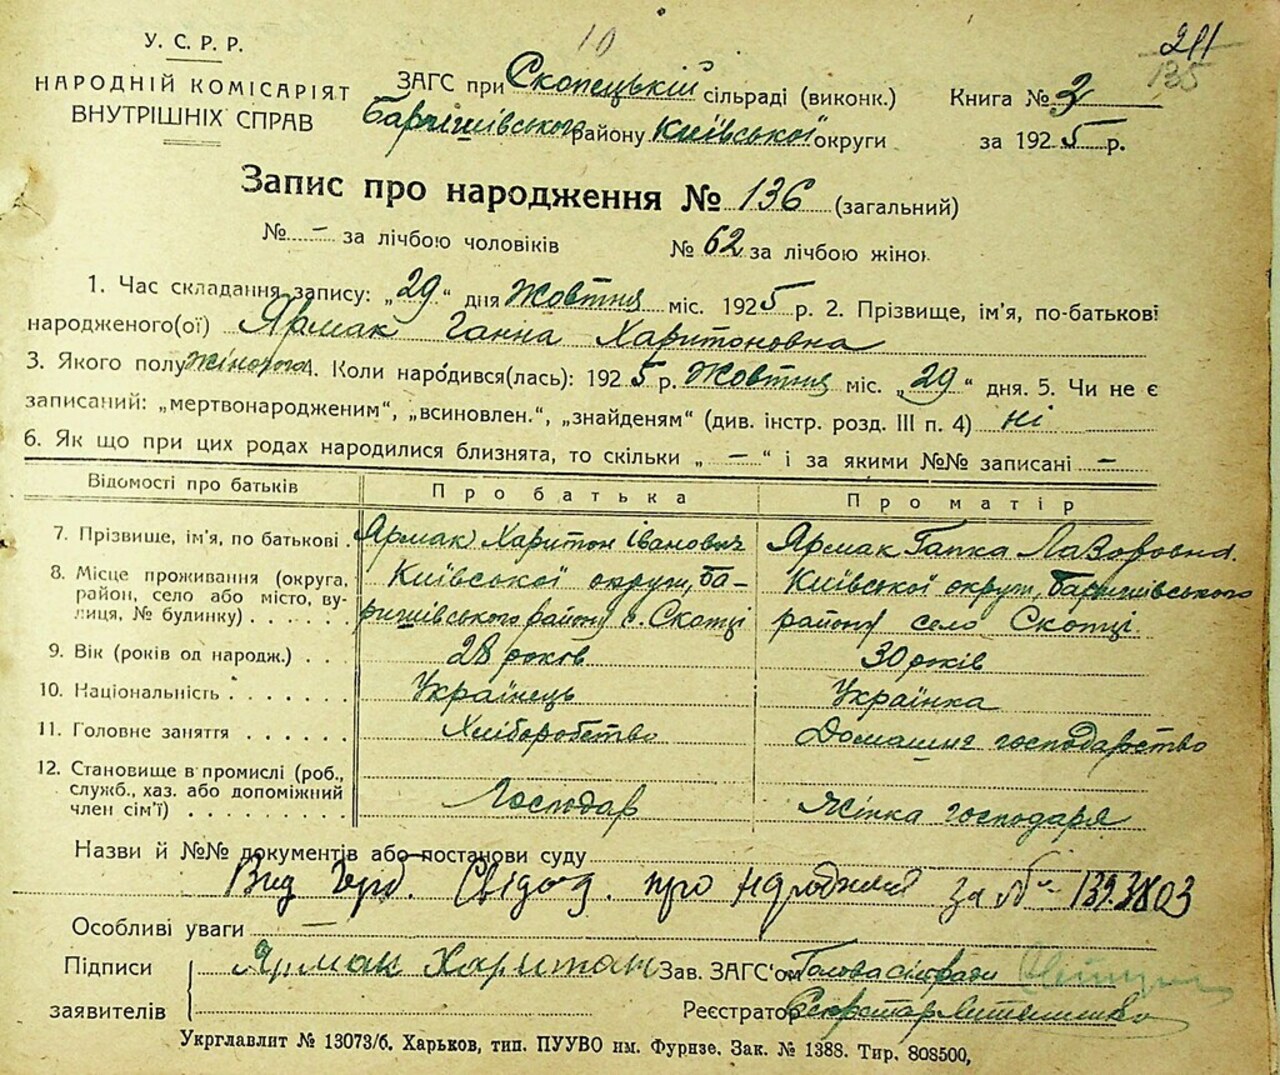 10
211
135
У. С. Р. Р.
НАРОДНІЙ КОМІСАРІЯТ
ВНУТРІШНІХ СПРАВ
ЗАГС при Скопецькій сільраді (виконк.)
Баришівського району Київської округи
Книга № 3
за 1925 р.
Запис про народження № 136 (загальний)
№ – за лічбою чоловіків № 62 за лічбою жінок
1. Час складання запису: „29“ дня Жовтня міс. 1925 р. 2. Прізвище, ім'я, по-батькові
народженого(ої) Ярмак Ганна Харитоновна
3. Якого полу жіночого 4. Коли народився(лась): 1925 р. Жовтня міс. „29“ дня. 5. Чи не є
записаний: „мертвонародженим“, „всиновлен.“, „знайденям“ (див. інстр. розд. III п. 4) ні
6. Як що при цих родах народилися близнята, то скільки „ – “ і за якими №№ записані –
Відомості про батьків Про батька Про матір
7. Прізвище, ім'я, по батькові . Ярмак Харитон Іванович Ярмак Гапка Лазоровна.
8. Місце проживання (округа, район, село або місто, вулиця, № будинку) . . . . . . Київської округи, Баришівського району с. Скопці Київської округи, Баришівського району село Скопці.
9. Вік (років од народж.) . . . 28 років 30 років
10. Національність . . . . . . . Українець Українка
11. Головне заняття . . . . . . Хліборобство Домашнє господарство
12. Становище в промислі (роб., служб., хаз. або допоміжний член сім'ї) . . . . . . . . . Господар Жінка господаря
Назви й №№ документів або постанови суду
Вид герб. Свідоц. про народження за № 1393803
Особливі уваги –
Підписи заявителів Ярмак Харитон
Зав. ЗАГС'ом Голова сільради
Реєстратор Секретар
Укрглавліт № 13073/б. Харьков, тип. ПУУВО им. Фурнзе. Зак. № 1388. Тир. 808500,